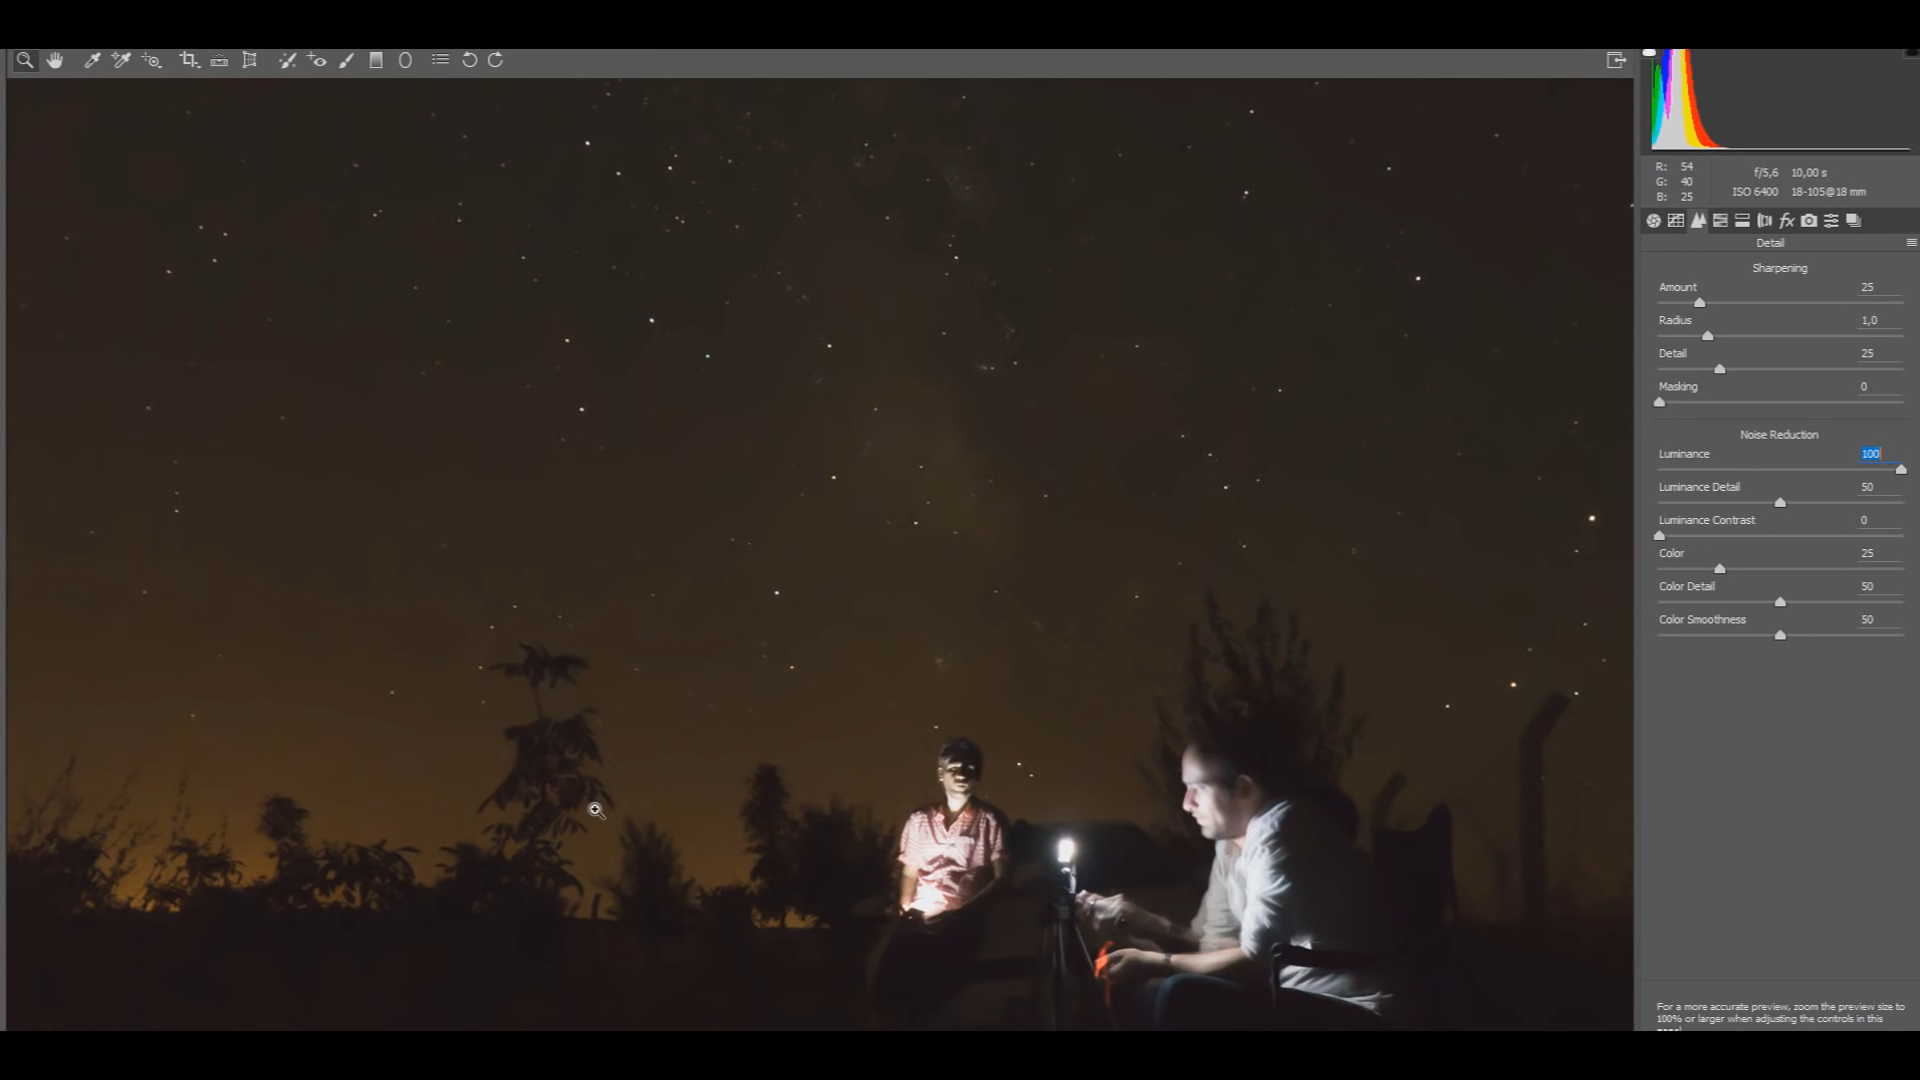 R: 54
G: 40
B: 25
f/5,6 10,00 s
ISO 6400 18-105@18 mm
fx
Detail
Sharpening
Amount 25
Radius 1,0
Detail 25
Masking 0
Noise Reduction
Luminance 100
Luminance Detail 50
Luminance Contrast 0
Color 25
Color Detail 50
Color Smoothness 50
For a more accurate preview, zoom the preview size to
100% or larger when adjusting the controls in this